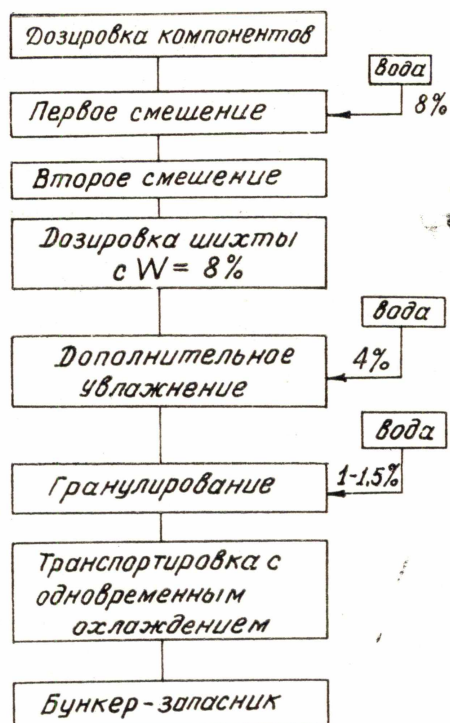 Дозировка компонентов
вода
Первое смешение
8%
Второе смешение
Дозировка шихты
с W = 8%
вода
Дополнительное
увлажнение
4%
вода
Гранулирование
1-1,5%
Транспортировка с
одновременным
охлаждением
Бункер-запасник